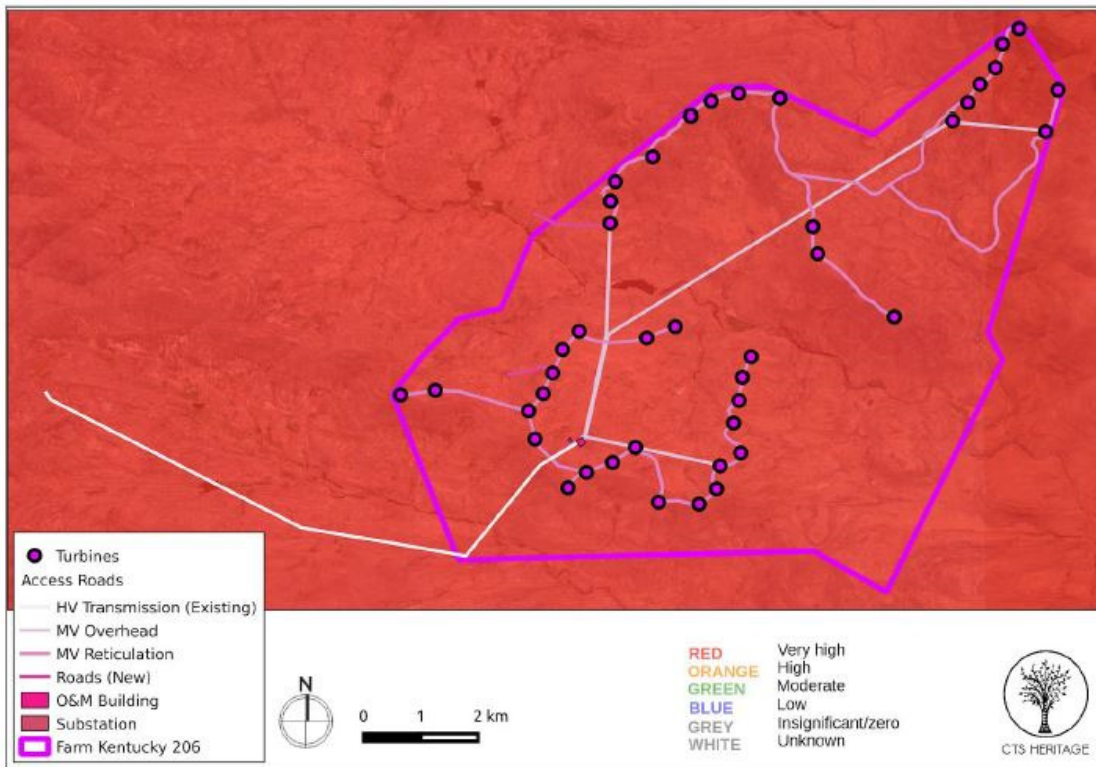 Turbines
Access Roads
HV Transmission (Existing)
MV Overhead
MV Reticulation
Roads (New)
O&M Building
Substation
Farm Kentucky 206
N
0 1 2 km
RED Very high
ORANGE High
GREEN Moderate
BLUE Low
GREY Insignificant/zero
WHITE Unknown
CTS HERITAGE